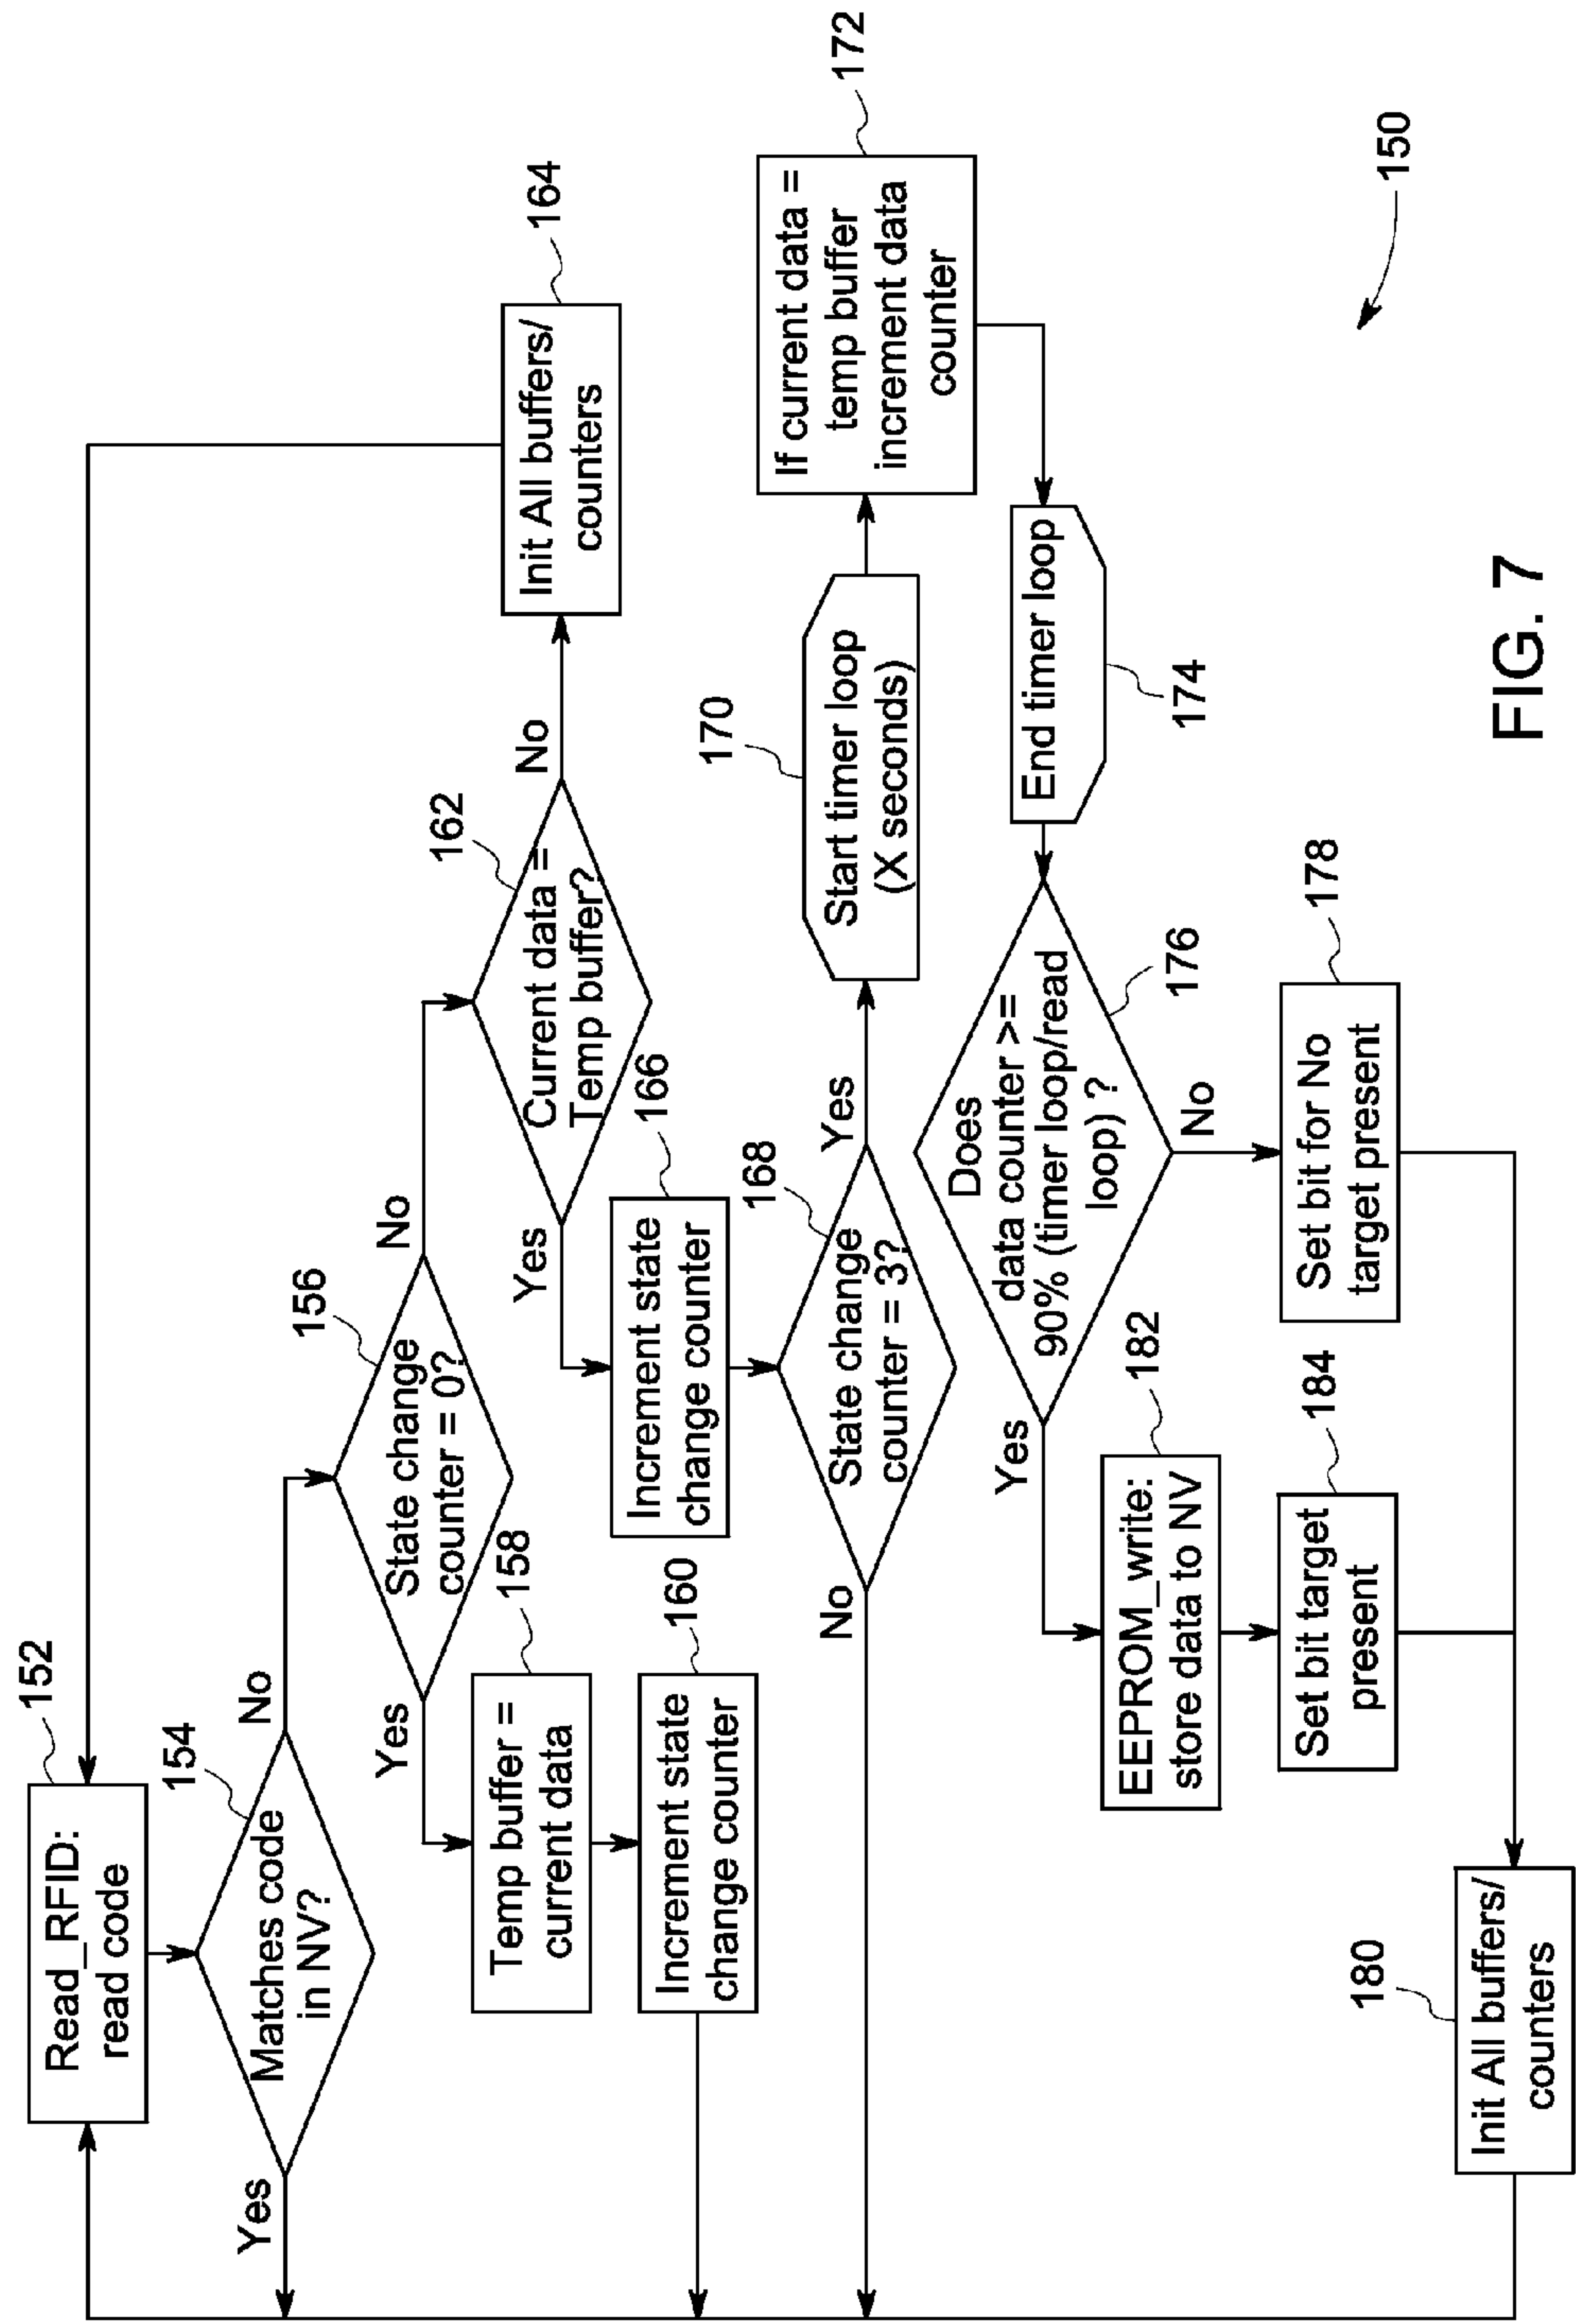 152
Read_RFID:
read code
154
Matches code
in NV?
Yes
No
156
State change
counter = 0?
Yes
No
158
Temp buffer =
current data
160
Increment state
change counter
162
Current data =
Temp buffer?
Yes
No
164
Init All buffers/
counters
166
Increment state
change counter
168
State change
counter = 3?
No
Yes
170
Start timer loop
(X seconds)
172
If current data =
temp buffer
increment data
counter
End timer loop
174
Does
data counter >=
90% (timer loop/read
loop) ?
176
Yes
No
182
EEPROM_write:
store data to NV
178
Set bit for No
target present
184
Set bit target
present
180
Init All buffers/
counters
150
FIG. 7